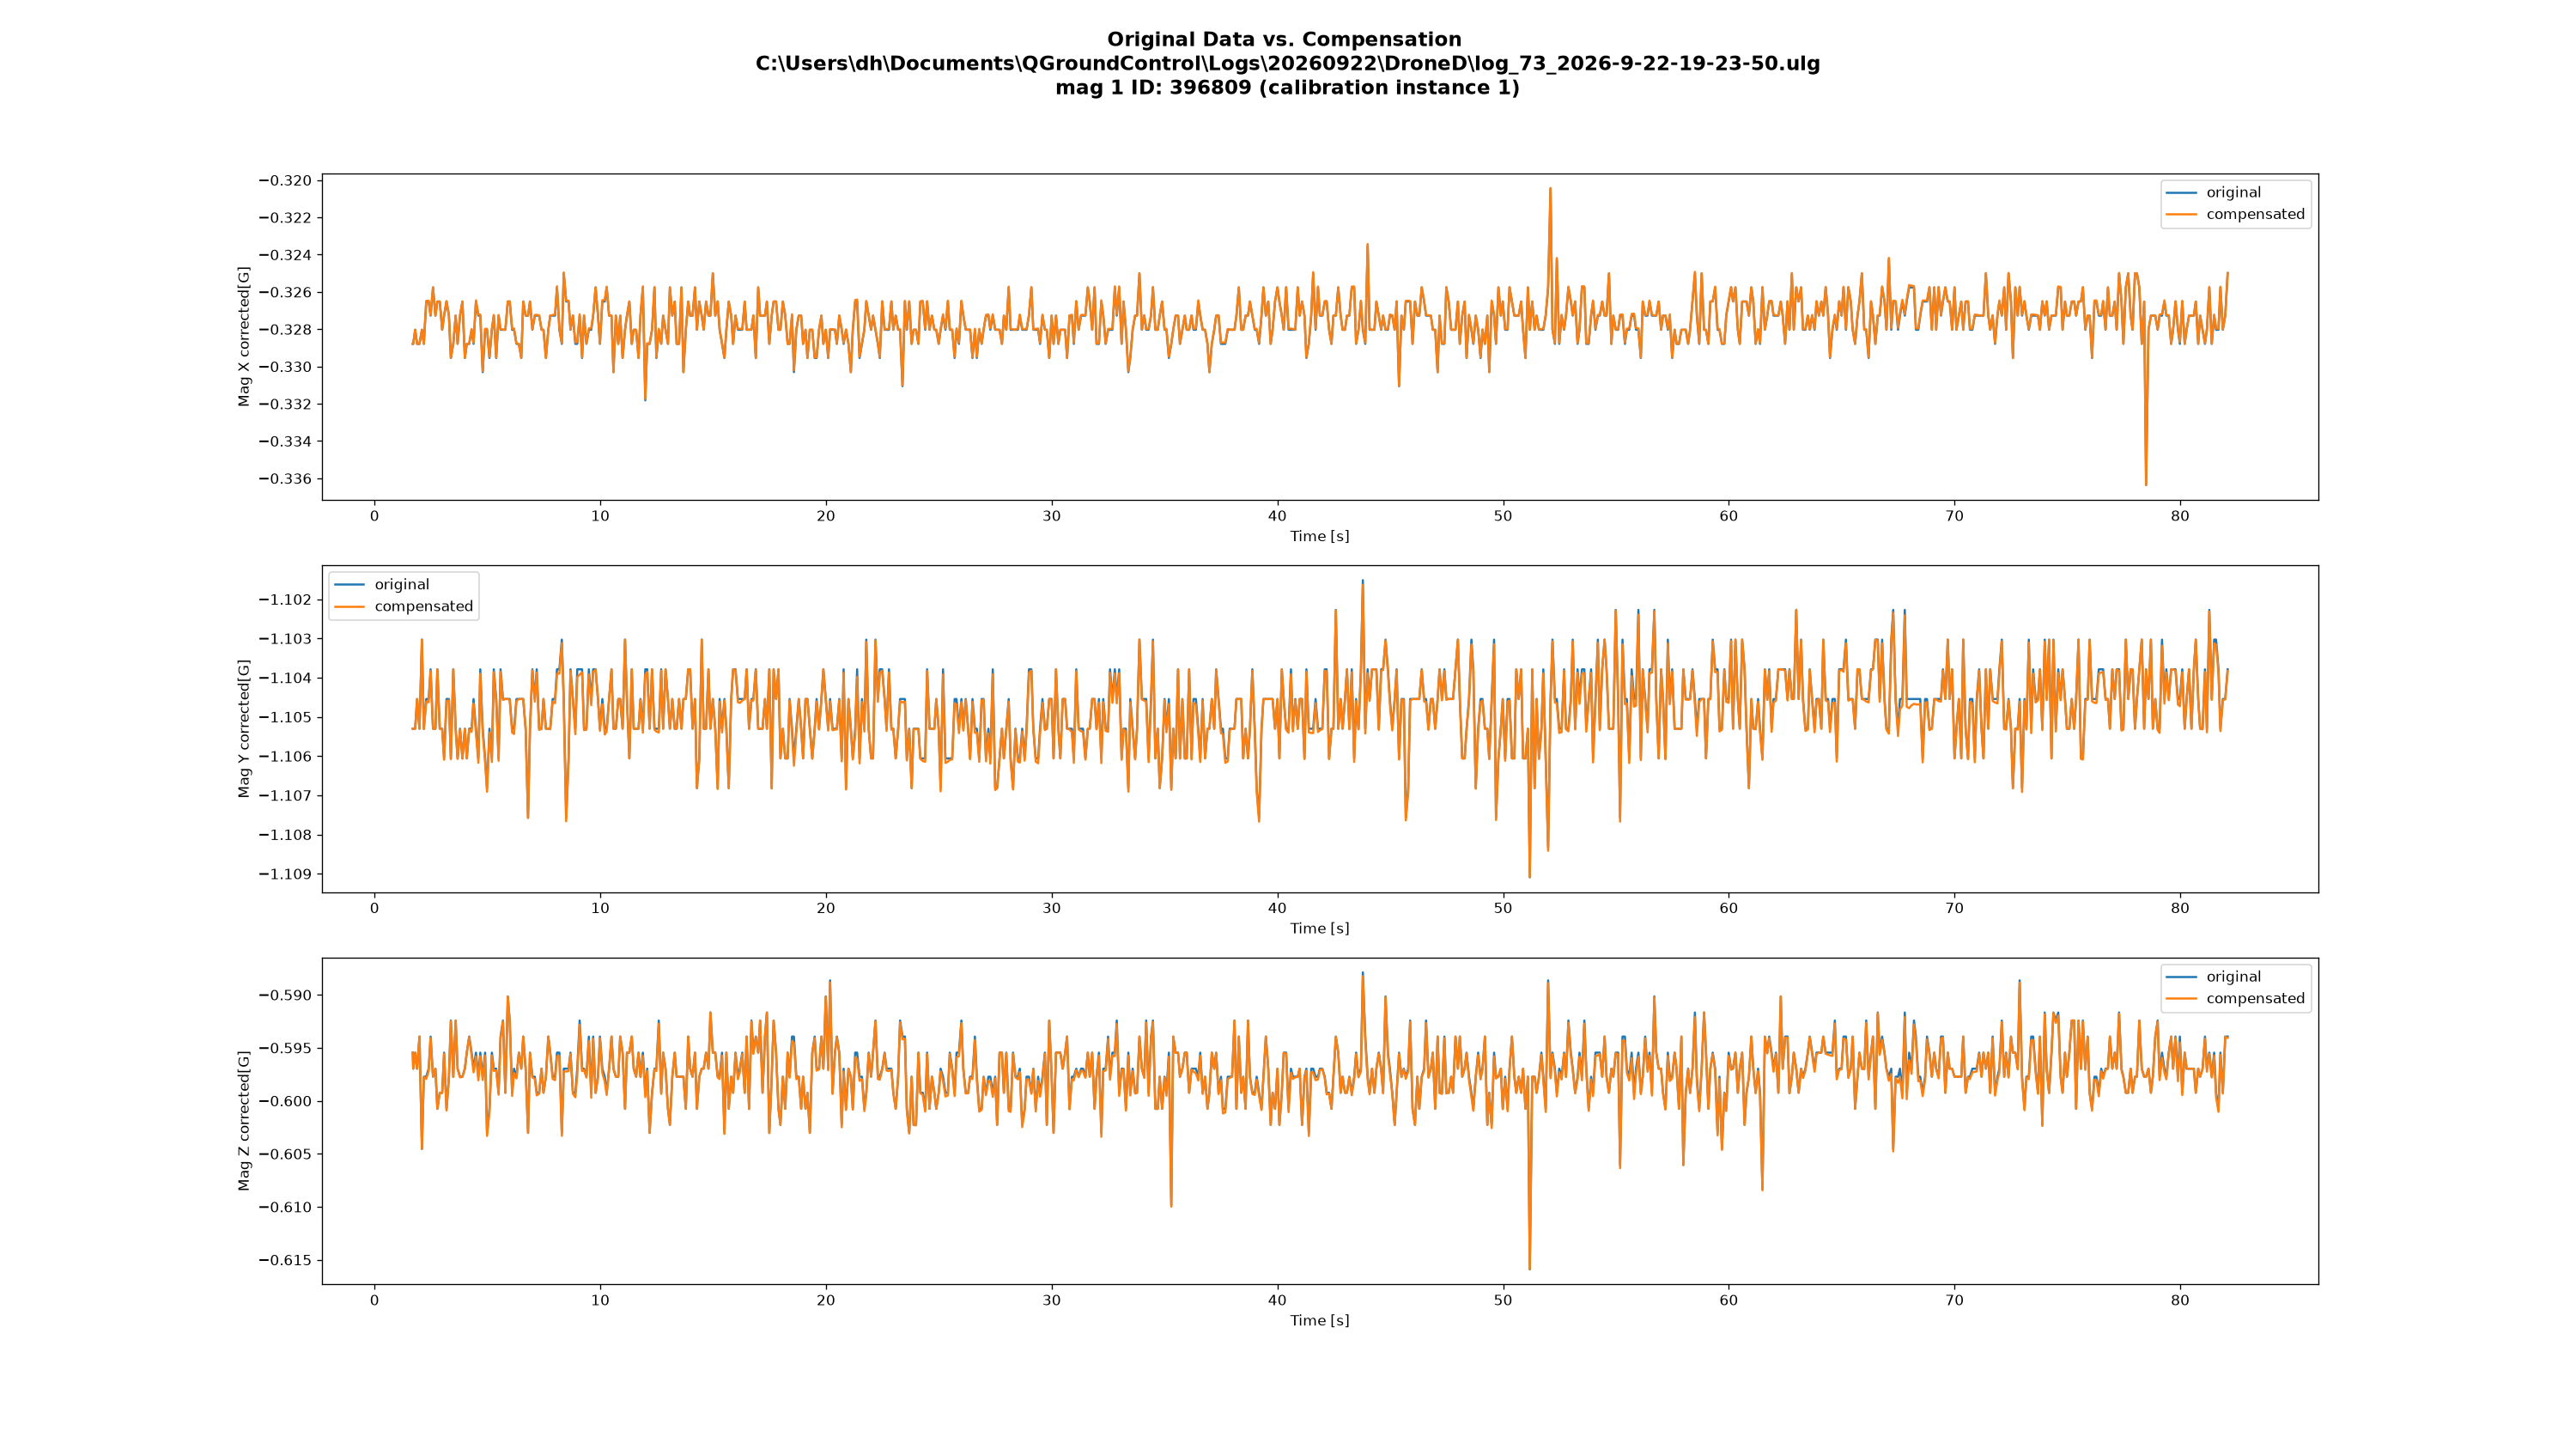 Original Data vs. Compensation
C:\Users\dh\Documents\QGroundControl\Logs\20260922\DroneD\log_73_2026-9-22-19-23-50.ulg
mag 1 ID: 396809 (calibration instance 1)
−0.320
−0.322
−0.324
−0.326
−0.328
−0.330
−0.332
−0.334
−0.336
Mag X corrected[G]
original
compensated
0 10 20 30 40 50 60 70 80
Time [s]
−1.102
−1.103
−1.104
−1.105
−1.106
−1.107
−1.108
−1.109
Mag Y corrected[G]
original
compensated
0 10 20 30 40 50 60 70 80
Time [s]
−0.590
−0.595
−0.600
−0.605
−0.610
−0.615
Mag Z corrected[G]
original
compensated
0 10 20 30 40 50 60 70 80
Time [s]